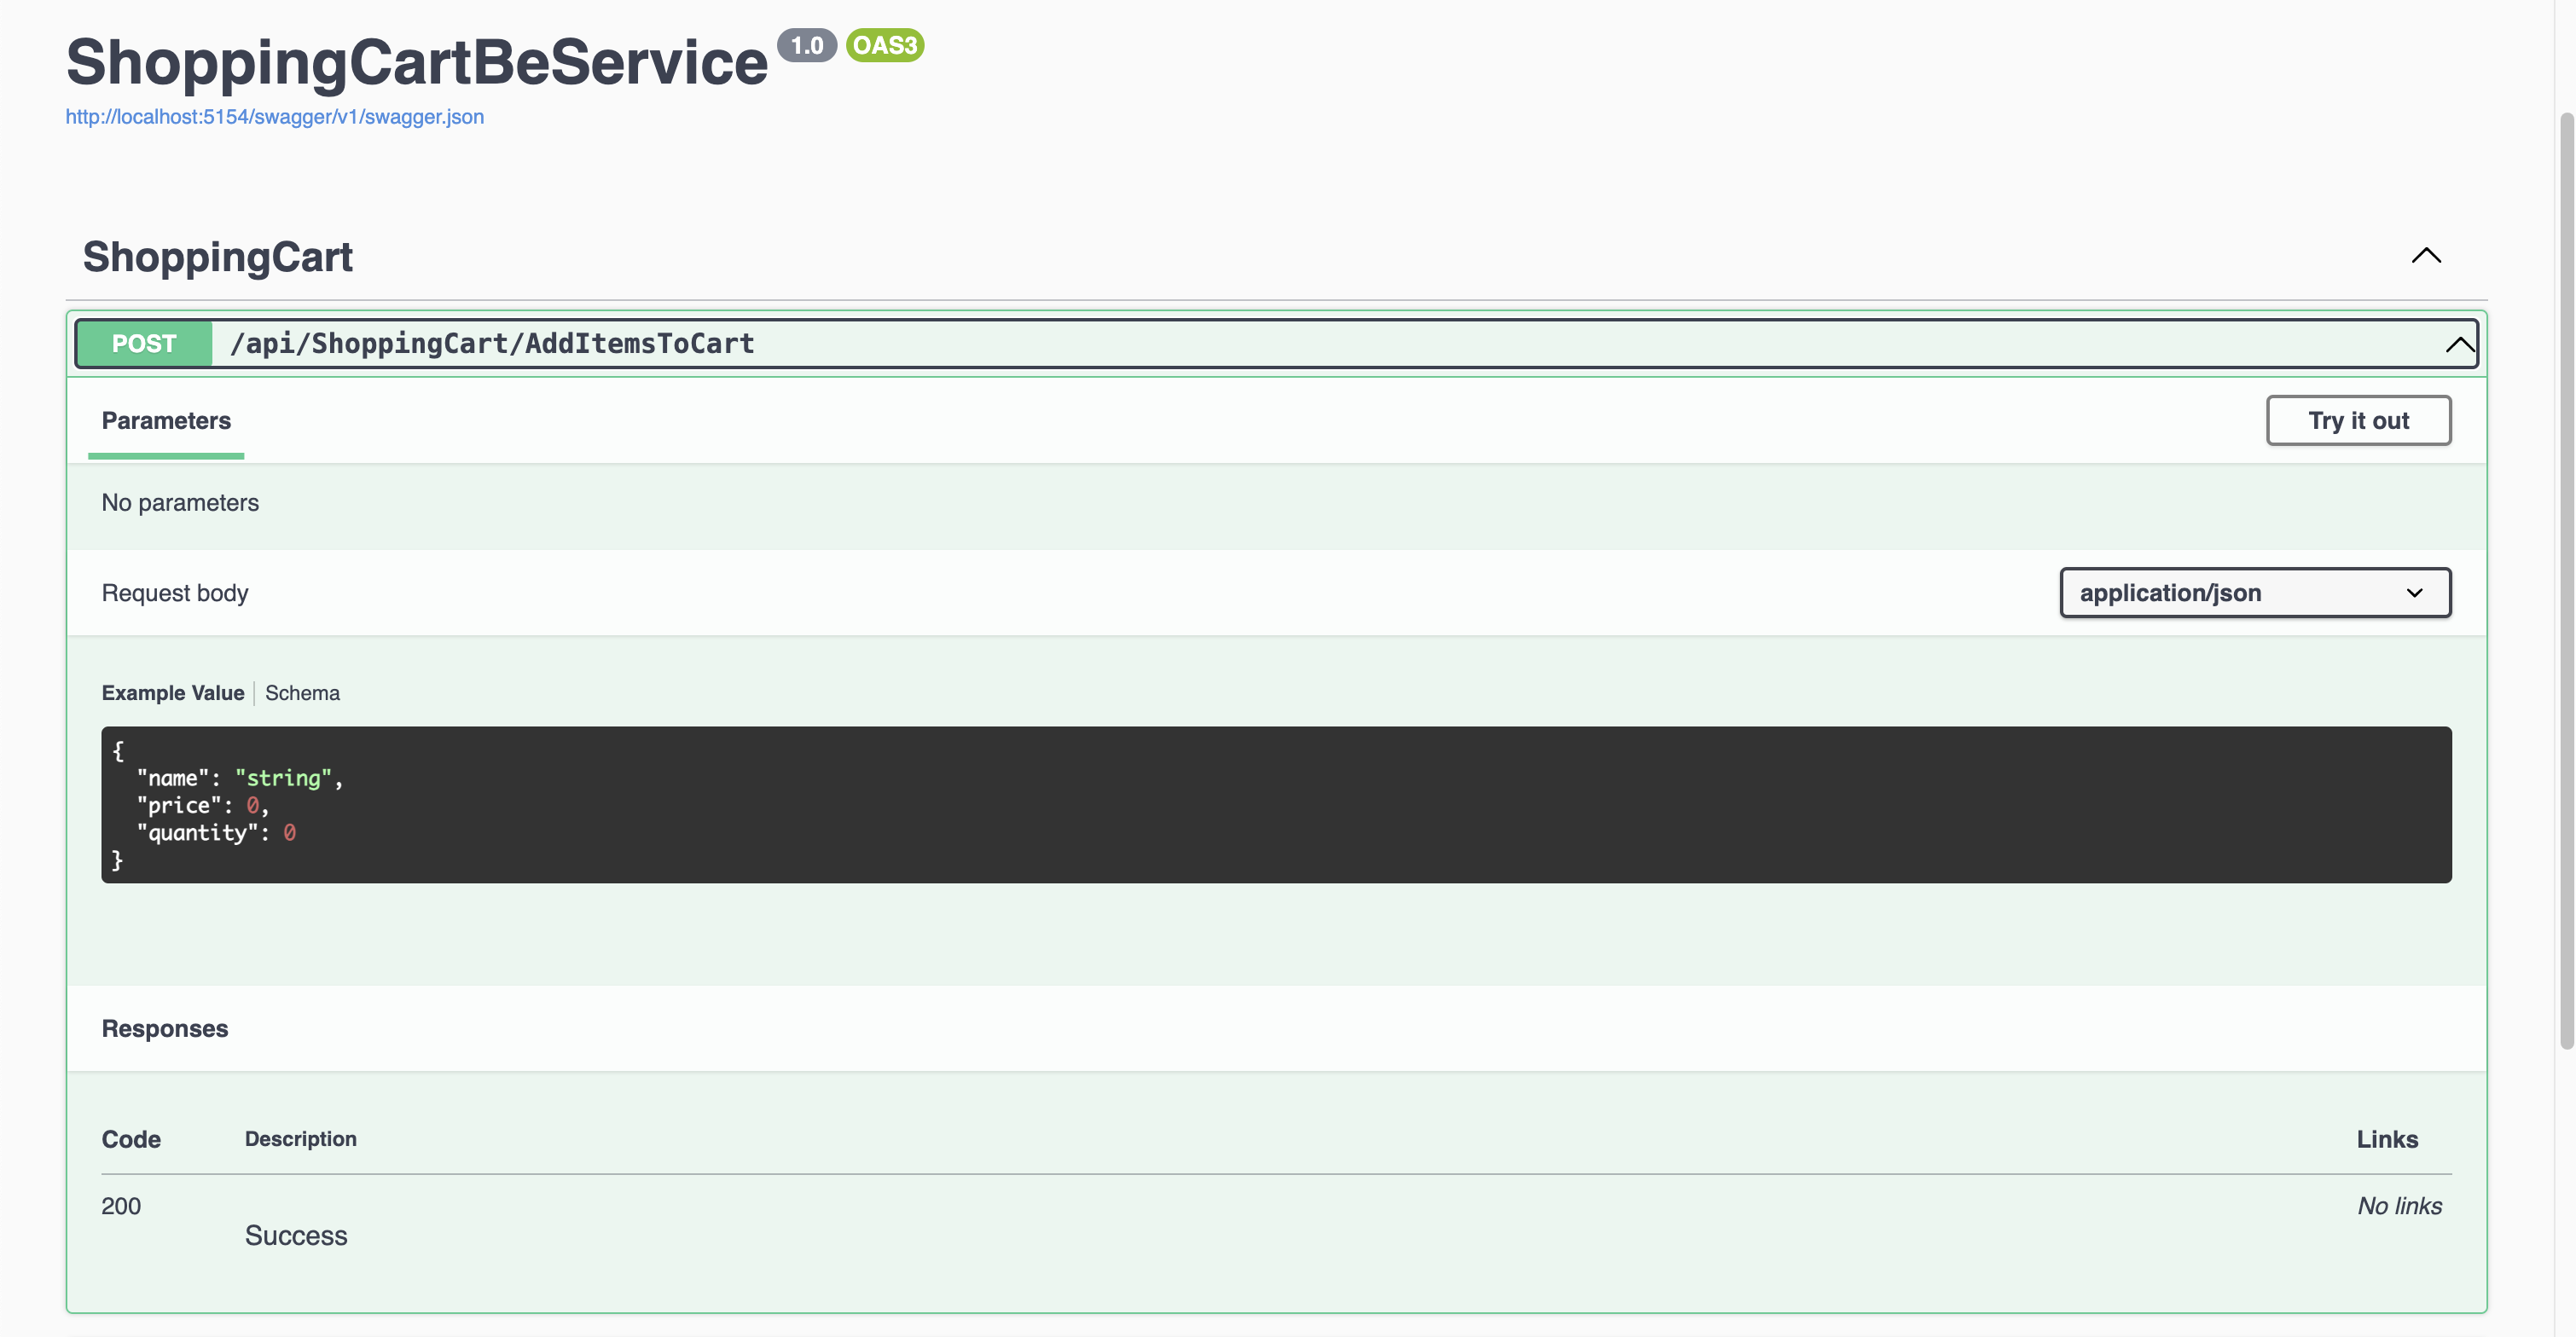 ShoppingCartBeService 1.0 OAS3
http://localhost:5154/swagger/v1/swagger.json
ShoppingCart
POST /api/ShoppingCart/AddItemsToCart
Parameters Try it out
No parameters
Request body application/json
Example Value Schema
{
  "name": "string",
  "price": 0,
  "quantity": 0
}
Responses
Code Description Links
200 No links
Success